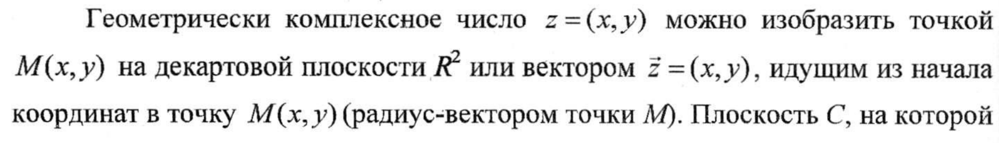 Геометрически комплексное число z = (x, y) можно изобразить точкой
M(x, y) на декартовой плоскости R² или вектором z⃗ = (x, y), идущим из начала
координат в точку M(x, y) (радиус-вектором точки M). Плоскость C, на которой